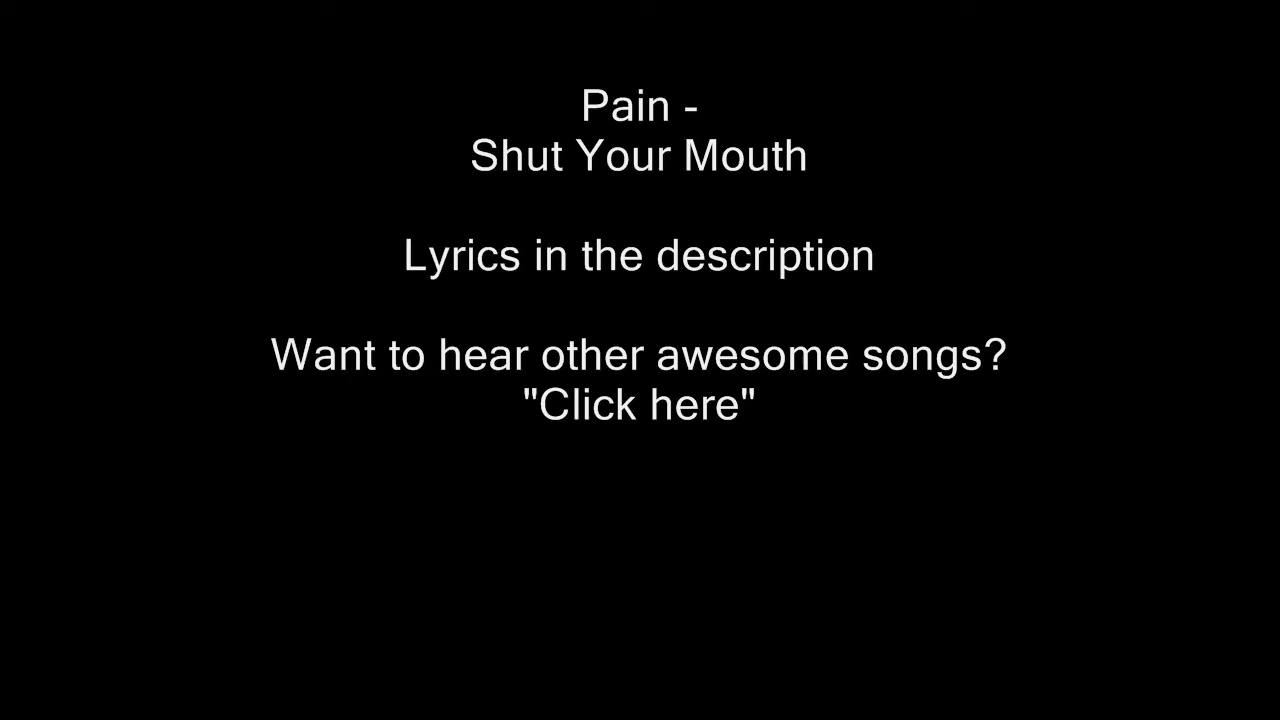 Pain -
Shut Your Mouth
Lyrics in the description
Want to hear other awesome songs?
"Click here"